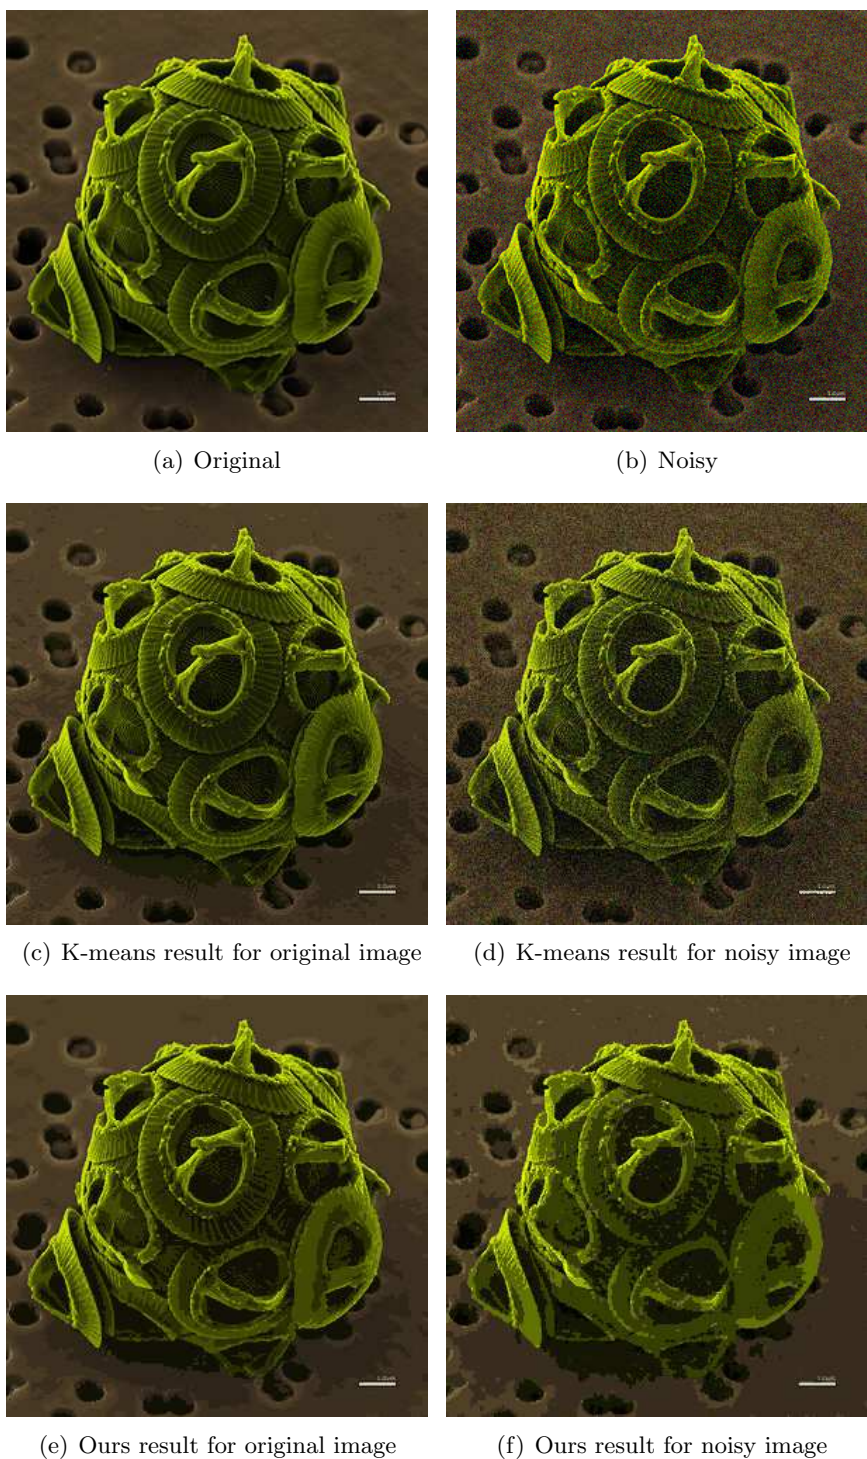 (a) Original
(b) Noisy
(c) K-means result for original image
(d) K-means result for noisy image
(e) Ours result for original image
(f) Ours result for noisy image